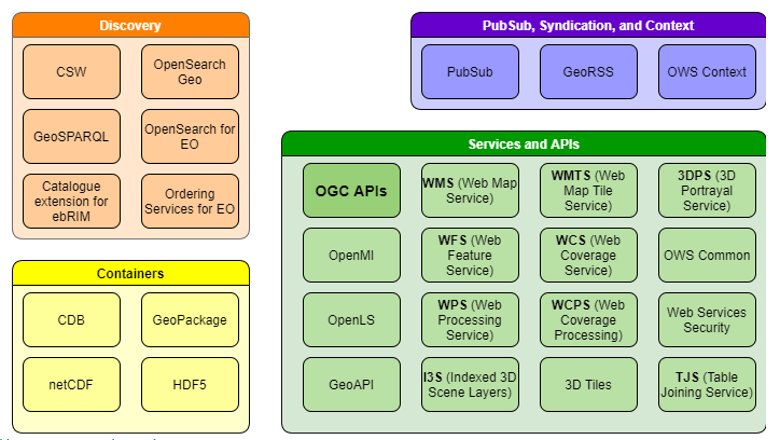 Discovery
CSW
OpenSearch
Geo
GeoSPARQL
OpenSearch for
EO
Catalogue
extension for
ebRIM
Ordering
Services for EO
Containers
CDB
GeoPackage
netCDF
HDF5
PubSub, Syndication, and Context
PubSub
GeoRSS
OWS Context
Services and APIs
OGC APIs
WMS (Web Map
Service)
WMTS (Web
Map Tile
Service)
3DPS (3D
Portrayal
Service)
OpenMI
WFS (Web
Feature
Service)
WCS (Web
Coverage
Service)
OWS Common
OpenLS
WPS (Web
Processing
Service)
WCPS (Web
Coverage
Processing)
Web Services
Security
GeoAPI
I3S (Indexed 3D
Scene Layers)
3D Tiles
TJS (Table
Joining Service)